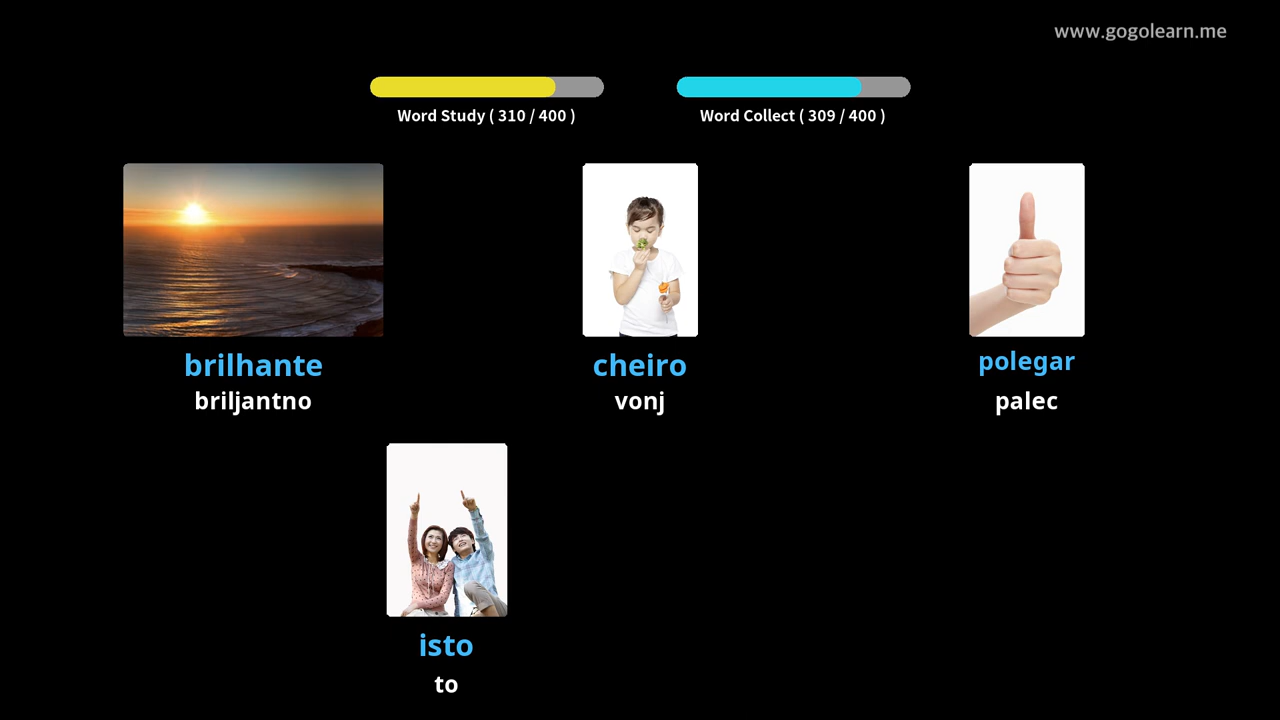 www.gogolearn.me
Word Study ( 310 / 400 )
Word Collect ( 309 / 400 )
brilhante
briljantno
cheiro
vonj
polegar
palec
isto
to